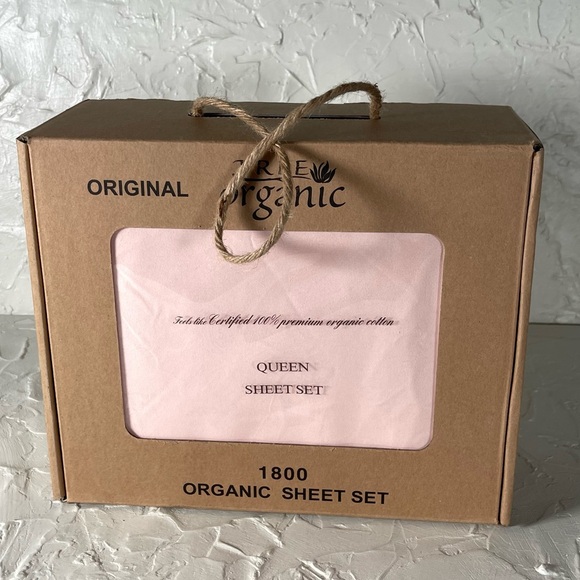 ORIGINAL
organic
Feels like Certified 100% premium organic cotton
QUEEN
SHEET SET
1800
ORGANIC SHEET SET